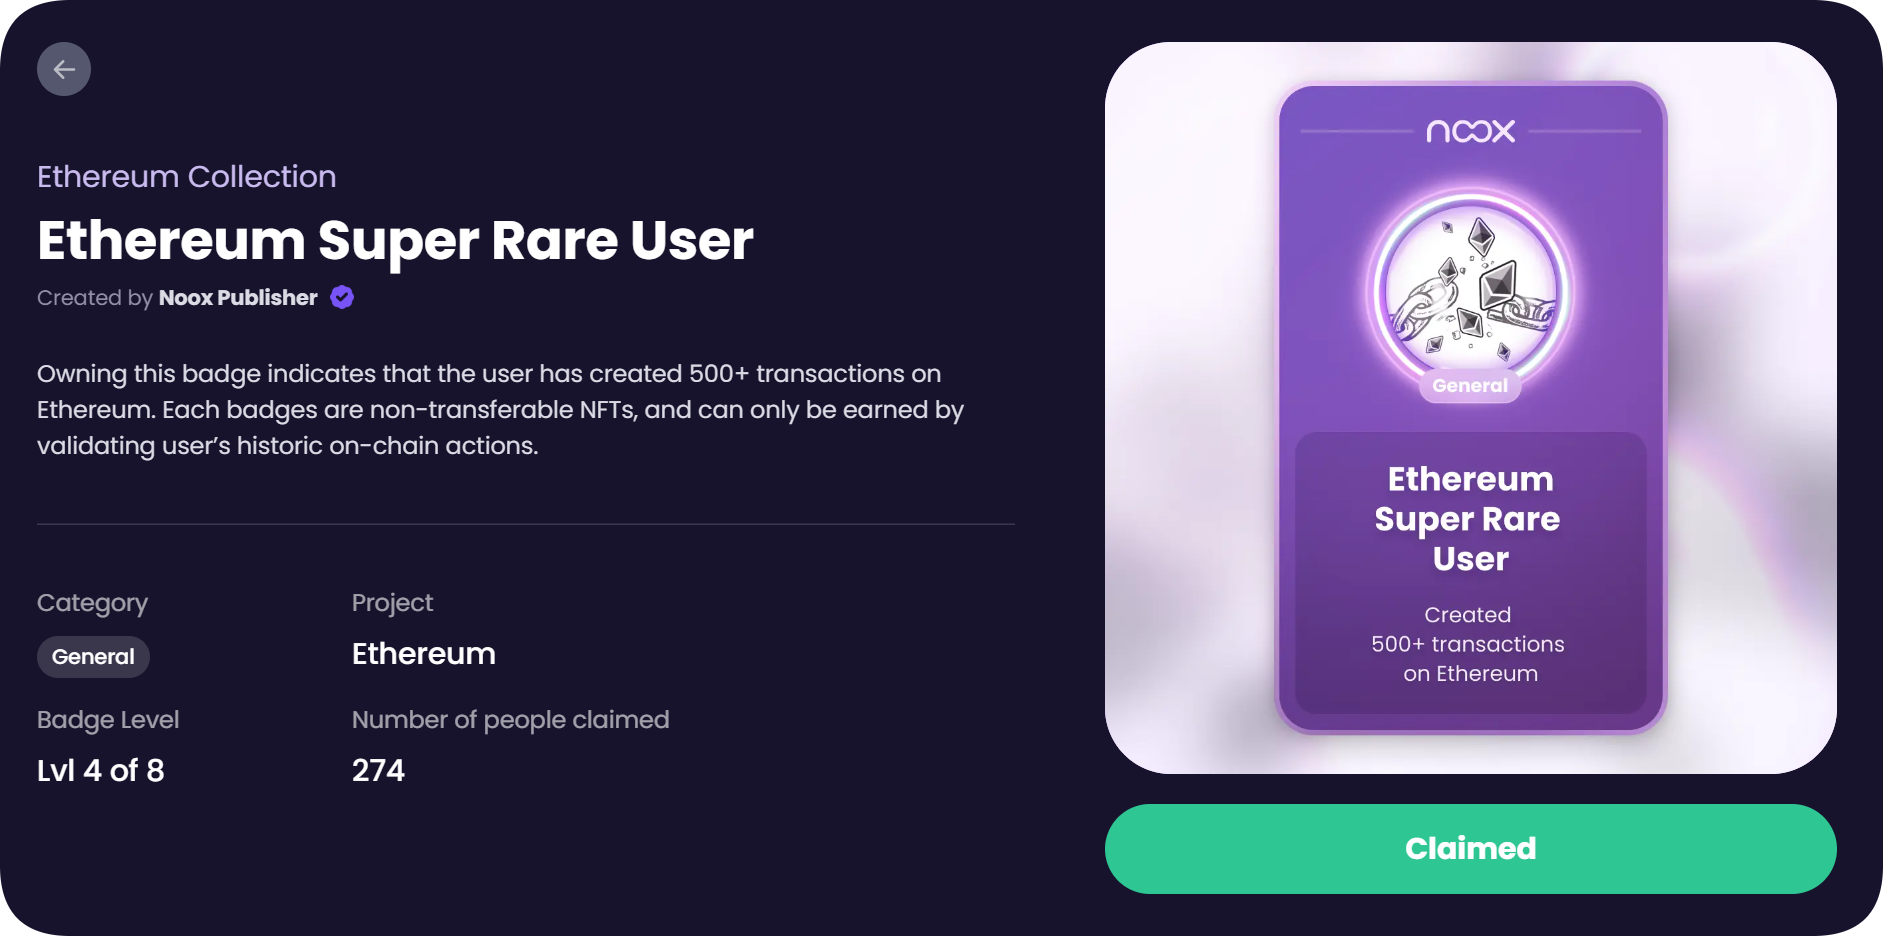 Ethereum Collection
Ethereum Super Rare User
Created by Noox Publisher
Owning this badge indicates that the user has created 500+ transactions on
Ethereum. Each badges are non-transferable NFTs, and can only be earned by
validating user’s historic on-chain actions.
Category
General
Project
Ethereum
Badge Level
Lvl 4 of 8
Number of people claimed
274
noox
General
Ethereum
Super Rare
User
Created
500+ transactions
on Ethereum
Claimed